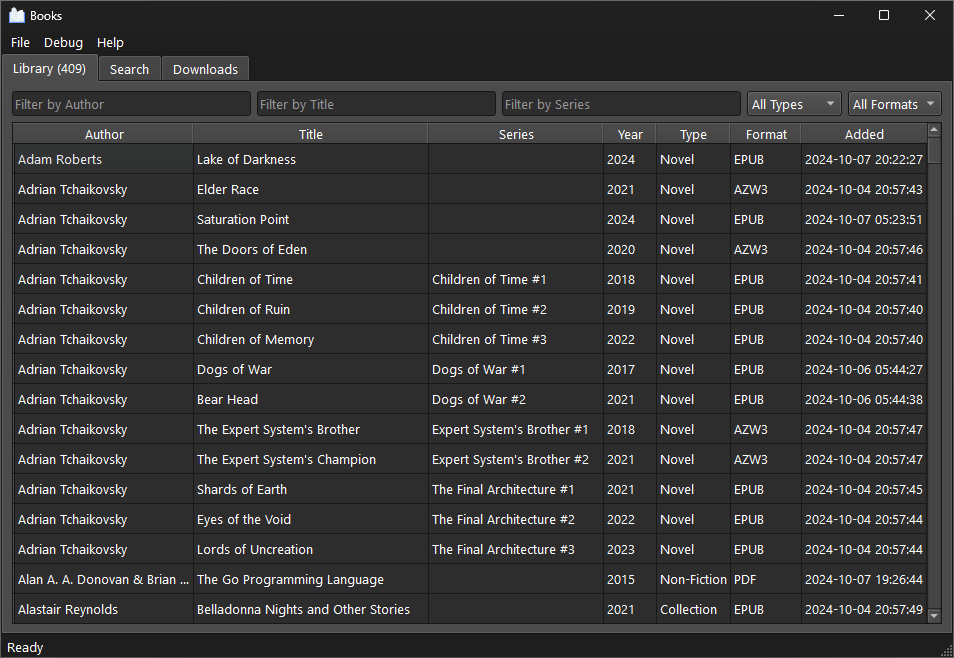 Books
File Debug Help
Library (409) Search Downloads
Filter by Author Filter by Title Filter by Series All Types All Formats
Author Title Series Year Type Format Added
Adam Roberts Lake of Darkness 2024 Novel EPUB 2024-10-07 20:22:27
Adrian Tchaikovsky Elder Race 2021 Novel AZW3 2024-10-04 20:57:43
Adrian Tchaikovsky Saturation Point 2024 Novel EPUB 2024-10-07 05:23:51
Adrian Tchaikovsky The Doors of Eden 2020 Novel AZW3 2024-10-04 20:57:46
Adrian Tchaikovsky Children of Time Children of Time #1 2018 Novel EPUB 2024-10-04 20:57:41
Adrian Tchaikovsky Children of Ruin Children of Time #2 2019 Novel EPUB 2024-10-04 20:57:40
Adrian Tchaikovsky Children of Memory Children of Time #3 2022 Novel EPUB 2024-10-04 20:57:40
Adrian Tchaikovsky Dogs of War Dogs of War #1 2017 Novel EPUB 2024-10-06 05:44:27
Adrian Tchaikovsky Bear Head Dogs of War #2 2021 Novel EPUB 2024-10-06 05:44:38
Adrian Tchaikovsky The Expert System's Brother Expert System's Brother #1 2018 Novel AZW3 2024-10-04 20:57:47
Adrian Tchaikovsky The Expert System's Champion Expert System's Brother #2 2021 Novel AZW3 2024-10-04 20:57:47
Adrian Tchaikovsky Shards of Earth The Final Architecture #1 2021 Novel EPUB 2024-10-04 20:57:45
Adrian Tchaikovsky Eyes of the Void The Final Architecture #2 2022 Novel EPUB 2024-10-04 20:57:44
Adrian Tchaikovsky Lords of Uncreation The Final Architecture #3 2023 Novel EPUB 2024-10-04 20:57:44
Alan A. A. Donovan & Brian ... The Go Programming Language 2015 Non-Fiction PDF 2024-10-07 19:26:44
Alastair Reynolds Belladonna Nights and Other Stories 2021 Collection EPUB 2024-10-04 20:57:49
Ready